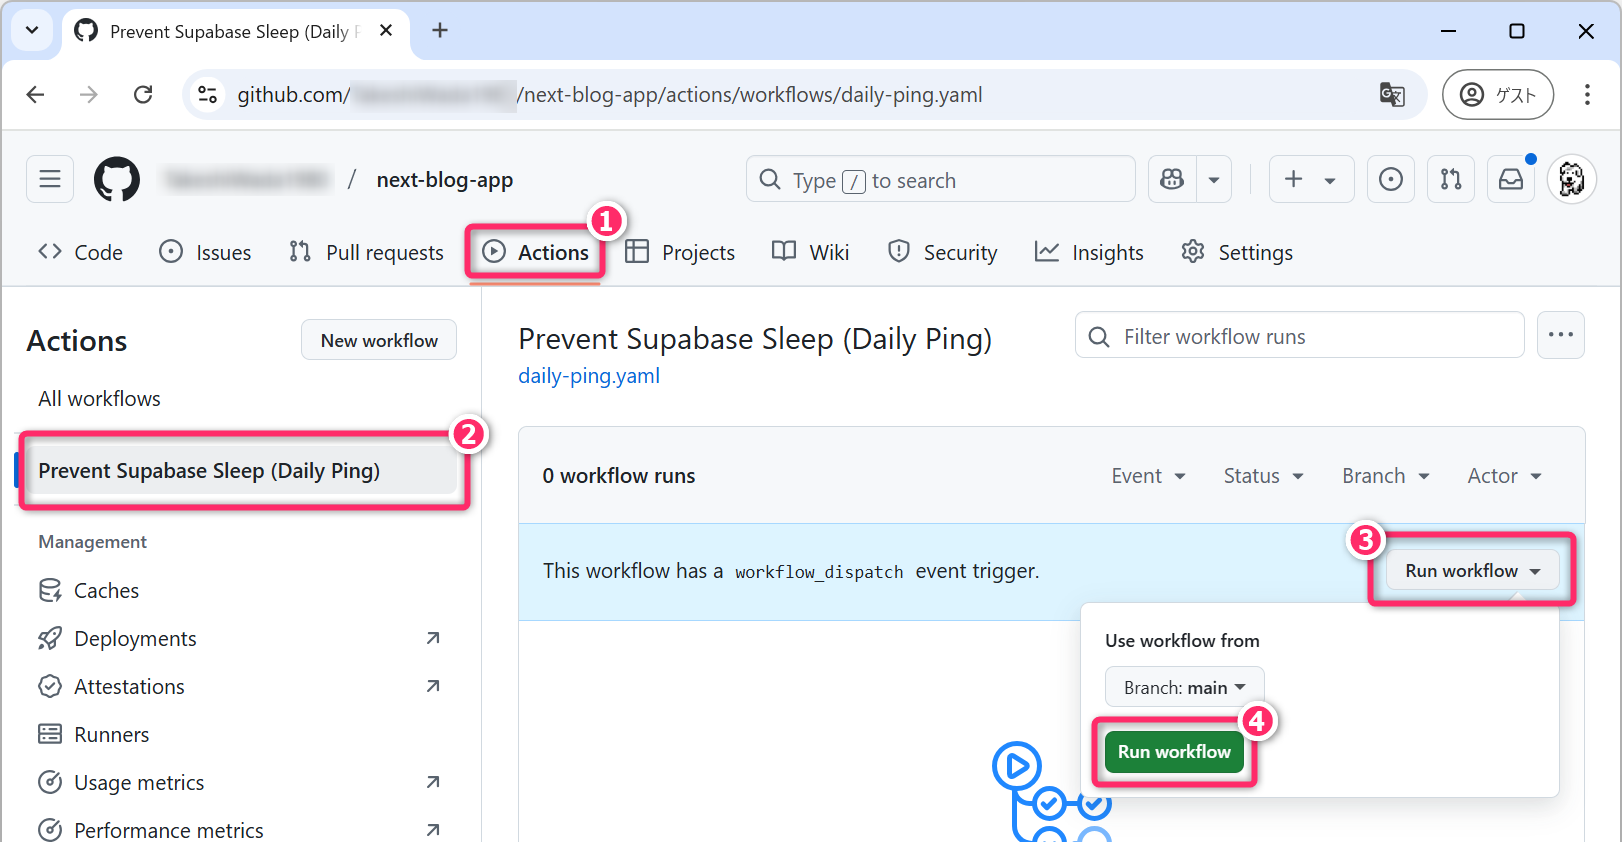 Prevent Supabase Sleep (Daily P
github.com/ /next-blog-app/actions/workflows/daily-ping.yaml
ゲスト
/ next-blog-app
Type / to search
Code
Issues
Pull requests
Actions
1
Projects
Wiki
Security
Insights
Settings
Actions
New workflow
All workflows
Prevent Supabase Sleep (Daily Ping)
2
Management
Caches
Deployments
Attestations
Runners
Usage metrics
Performance metrics
Prevent Supabase Sleep (Daily Ping)
daily-ping.yaml
Filter workflow runs
0 workflow runs
Event
Status
Branch
Actor
This workflow has a workflow_dispatch event trigger.
3
Run workflow
Use workflow from
Branch: main
4
Run workflow